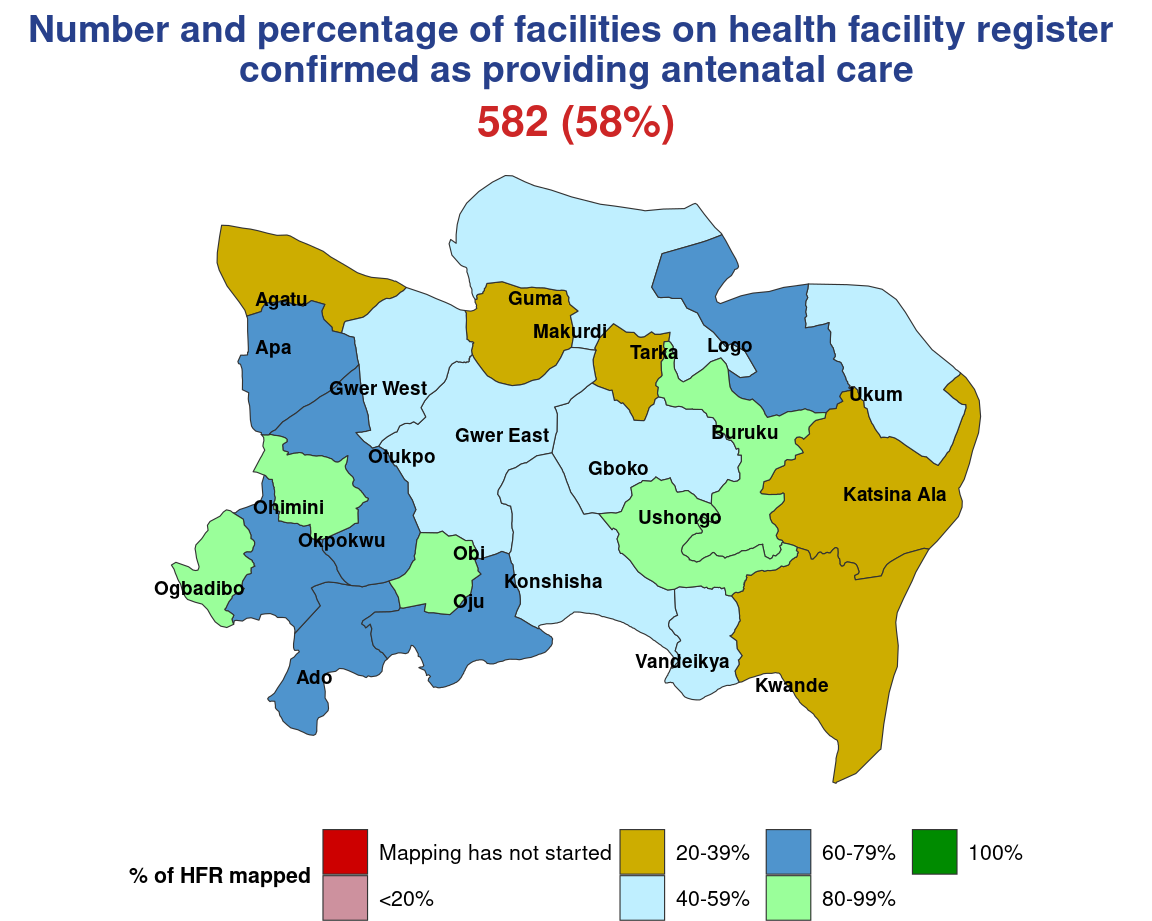 Number and percentage of facilities on health facility register
confirmed as providing antenatal care
582 (58%)
Agatu
Guma
Makurdi
Apa
Tarka
Logo
Gwer West
Ukum
Gwer East
Buruku
Otukpo
Gboko
Katsina Ala
Ohimini
Ushongo
Okpokwu
Obi
Ogbadibo
Konshisha
Oju
Vandeikya
Ado
Kwande
% of HFR mapped
Mapping has not started
<20%
20-39%
40-59%
60-79%
80-99%
100%